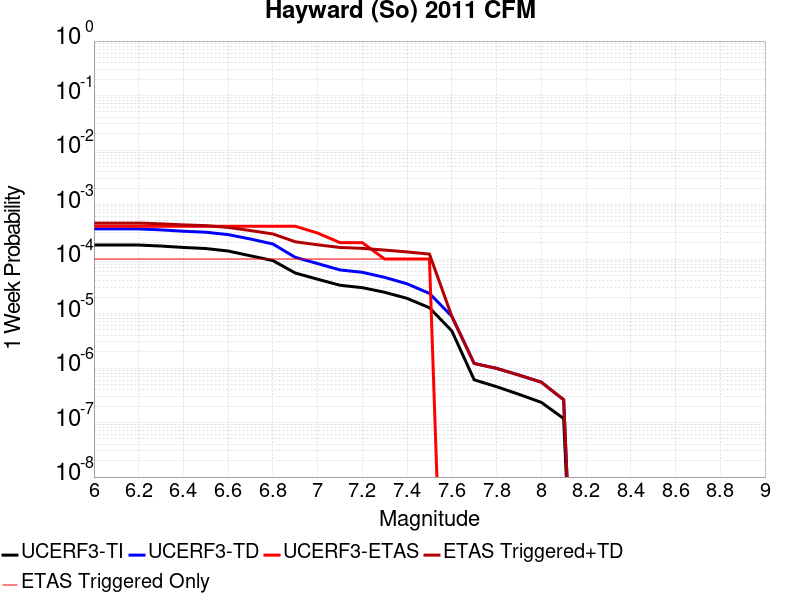 Hayward (So) 2011 CFM
10^0
10^-1
10^-2
10^-3
10^-4
10^-5
10^-6
10^-7
10^-8
1 Week Probability
6 6.2 6.4 6.6 6.8 7 7.2 7.4 7.6 7.8 8 8.2 8.4 8.6 8.8 9
Magnitude
UCERF3-TI UCERF3-TD UCERF3-ETAS ETAS Triggered+TD
ETAS Triggered Only